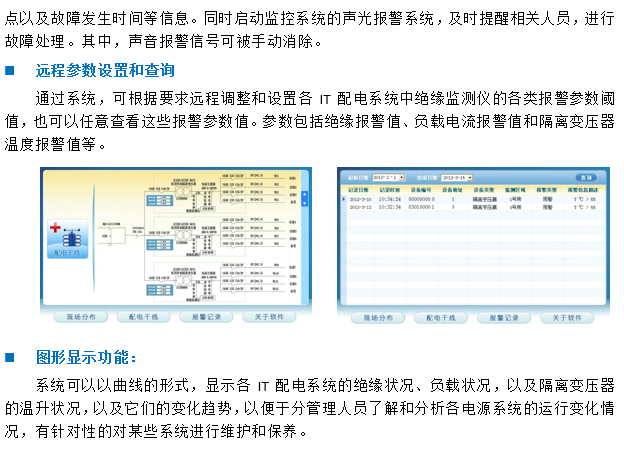 点以及故障发生时间等信息。同时启动监控系统的声光报警系统，及时提醒相关人员，进行
故障处理。其中，声音报警信号可被手动消除。
远程参数设置和查询
通过系统，可根据要求远程调整和设置各 IT 配电系统中绝缘监测仪的各类报警参数阈
值，也可以任意查看这些报警参数值。参数包括绝缘报警值、负载电流报警值和隔离变压器
温度报警值等。
配电干线
现场分布 配电干线 报警记录 关于软件
起始日期 2012-2-1 结束日期 2012-3-15 查询
记录日期 记录时间 设备编号 设备地址 设备类型 监测区域 报警类型 报警信息描述
2012-3-10 10:34:24 1 隔离变压器 1号房 报警 T ℃ > 55
2012-3-12 10:32:34 隔离变压器 报警 T ℃ > 55
现场分布 配电干线 报警记录 关于软件
图形显示功能：
系统可以以曲线的形式，显示各 IT 配电系统的绝缘状况、负载状况，以及隔离变压器
的温升状况，以及它们的变化趋势，以便于分管理人员了解和分析各电源系统的运行变化情
况，有针对性的对某些系统进行维护和保养。